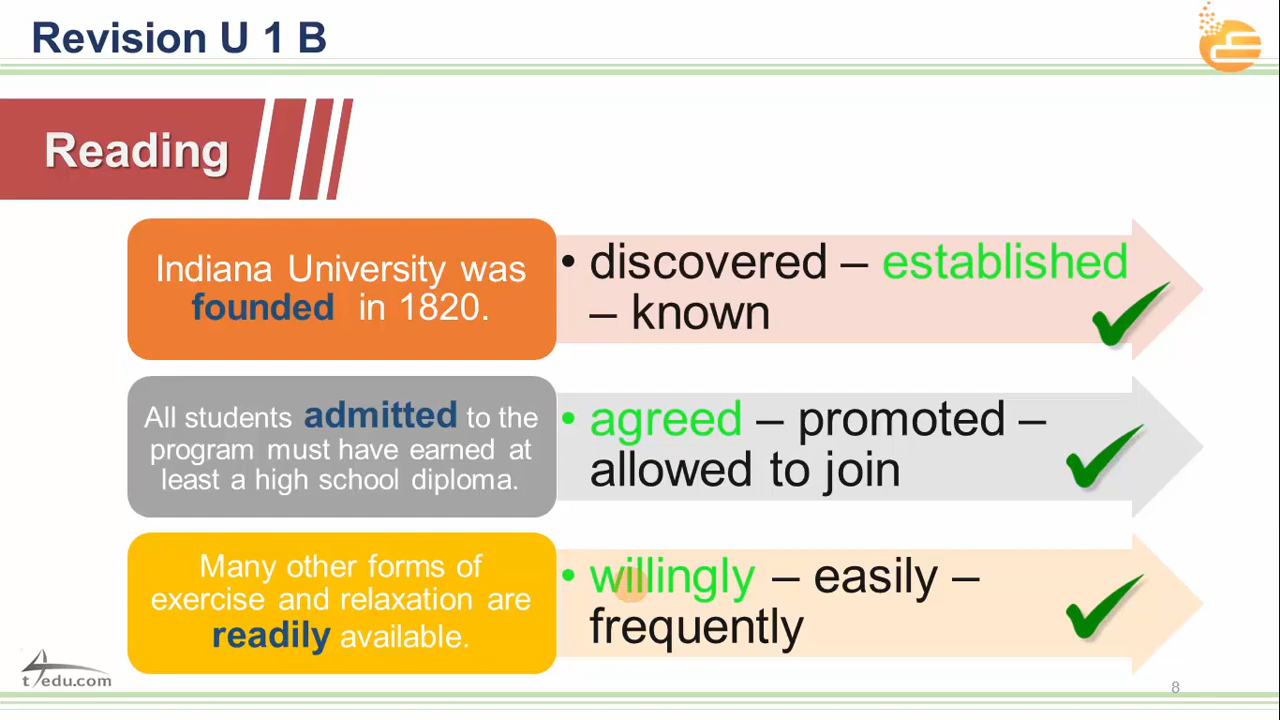 Revision U 1 B
Reading
Indiana University was
founded in 1820.
• discovered – established
– known
All students admitted to the
program must have earned at
least a high school diploma.
• agreed – promoted –
allowed to join
Many other forms of
exercise and relaxation are
readily available.
• willingly – easily –
frequently
t4edu.com
8